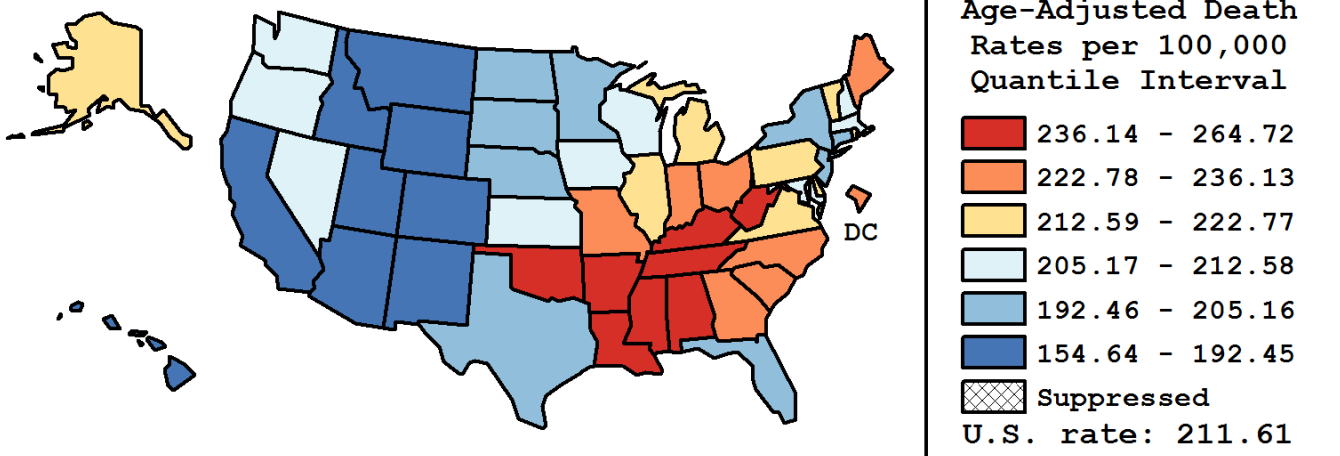 Age-Adjusted Death
Rates per 100,000
Quantile Interval
236.14 - 264.72
222.78 - 236.13
212.59 - 222.77
DC
205.17 - 212.58
192.46 - 205.16
154.64 - 192.45
Suppressed
U.S. rate: 211.61